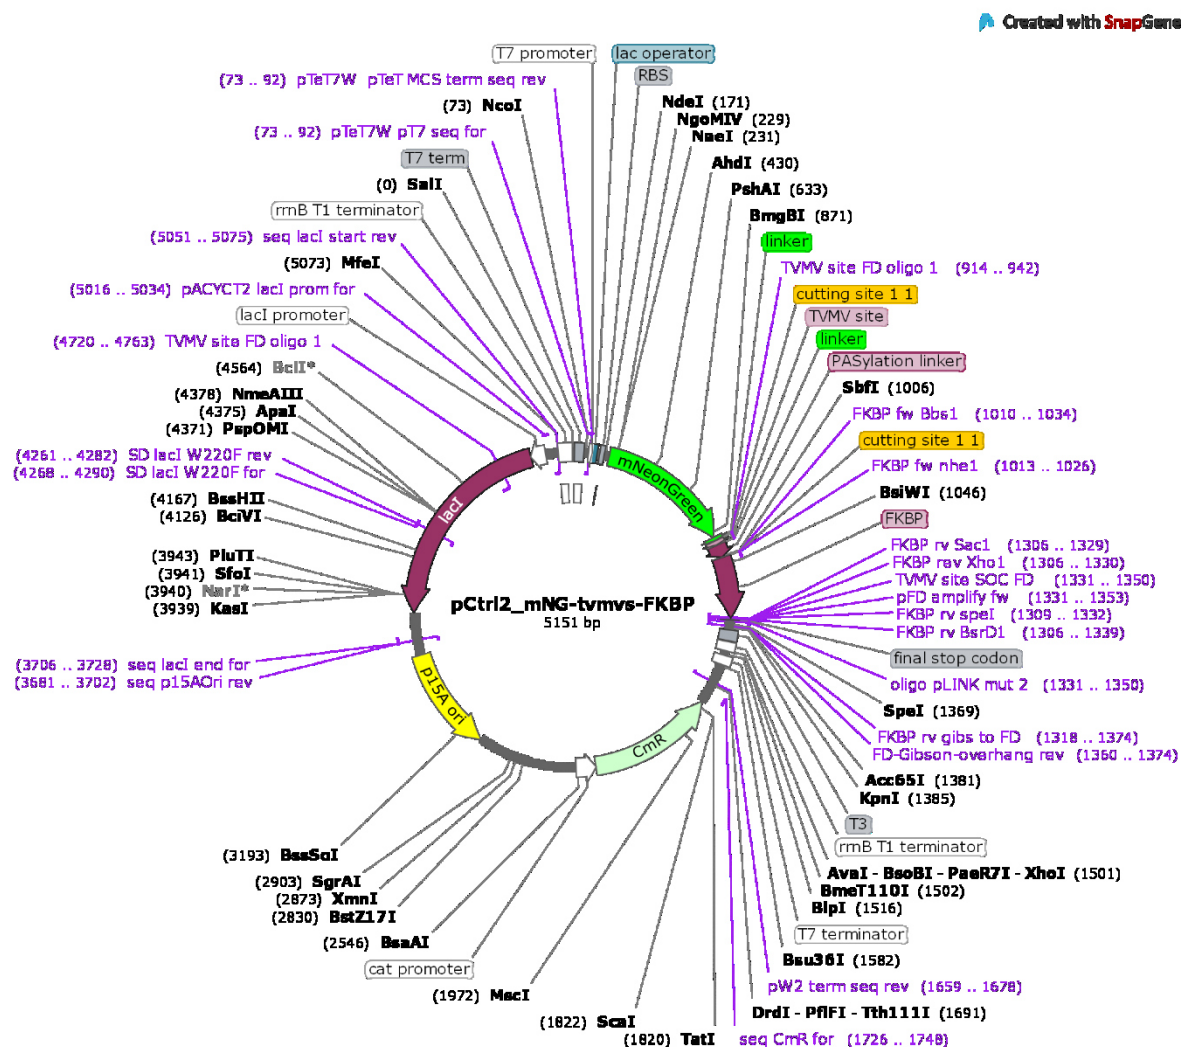 Created with SnapGene
T7 promoter
lac operator
(73 .. 92) pTeT7W pTeT MCS term seq rev
RBS
(73) NcoI
NdeI (171)
NgoMIV (229)
(73 .. 92) pTeT7W pT7 seq for
NaeI (231)
T7 term
AhdI (430)
(0) SalI
PshAI (633)
rrnB T1 terminator
BmgBI (871)
(5051 .. 5075) seq lacI start rev
linker
(5073) MfeI
TVMV site FD oligo 1 (914 .. 942)
(5016 .. 5034) pACYCT2 lacI prom for
cutting site 1 1
lacI promoter
TVMV site
(4720 .. 4763) TVMV site FD oligo 1
linker
(4564) BclI*
PASylation linker
(4378) NmeAIII
SbfI (1006)
(4375) ApaI
FKBP fw Bbs1 (1010 .. 1034)
(4371) PspOMI
cutting site 1 1
(4261 .. 4282) SD lacI W220F rev
FKBP fw nhe1 (1013 .. 1026)
(4268 .. 4290) SD lacI W220F for
BsiWI (1046)
(4167) BssHII
(4126) BciVI
FKBP
FKBP rv Sac1 (1306 .. 1329)
(3943) PluTI
FKBP rev Xho1 (1306 .. 1330)
(3941) SfoI
TVMV site SOC FD (1331 .. 1350)
(3940) NarI*
pFD amplify fw (1331 .. 1353)
(3939) KasI
FKBP rv speI (1309 .. 1332)
FKBP rv BsrD1 (1306 .. 1339)
mNeonGreen
lacI
pCtrl2_mNG-tvmvs-FKBP
5151 bp
(3706 .. 3728) seq lacI end for
final stop codon
(3681 .. 3702) seq p15AOri rev
oligo pLINK mut 2 (1331 .. 1350)
p15A ori
SpeI (1369)
CmR
FKBP rv gibs to FD (1318 .. 1374)
FD-Gibson-overhang rev (1360 .. 1374)
Acc65I (1381)
KpnI (1385)
T3
rrnB T1 terminator
(3193) BssSαI
AvaI - BsoBI - PaeR7I - XhoI (1501)
(2903) SgrAI
BmeT110I (1502)
(2873) XmnI
BlpI (1516)
(2830) BstZ17I
T7 terminator
(2546) BsaAI
Bsu36I (1582)
cat promoter
pW2 term seq rev (1659 .. 1678)
(1972) MscI
DrdI - PflFI - Tth111I (1691)
(1822) ScaI
(1820) TatI
seq CmR for (1726 .. 1748)